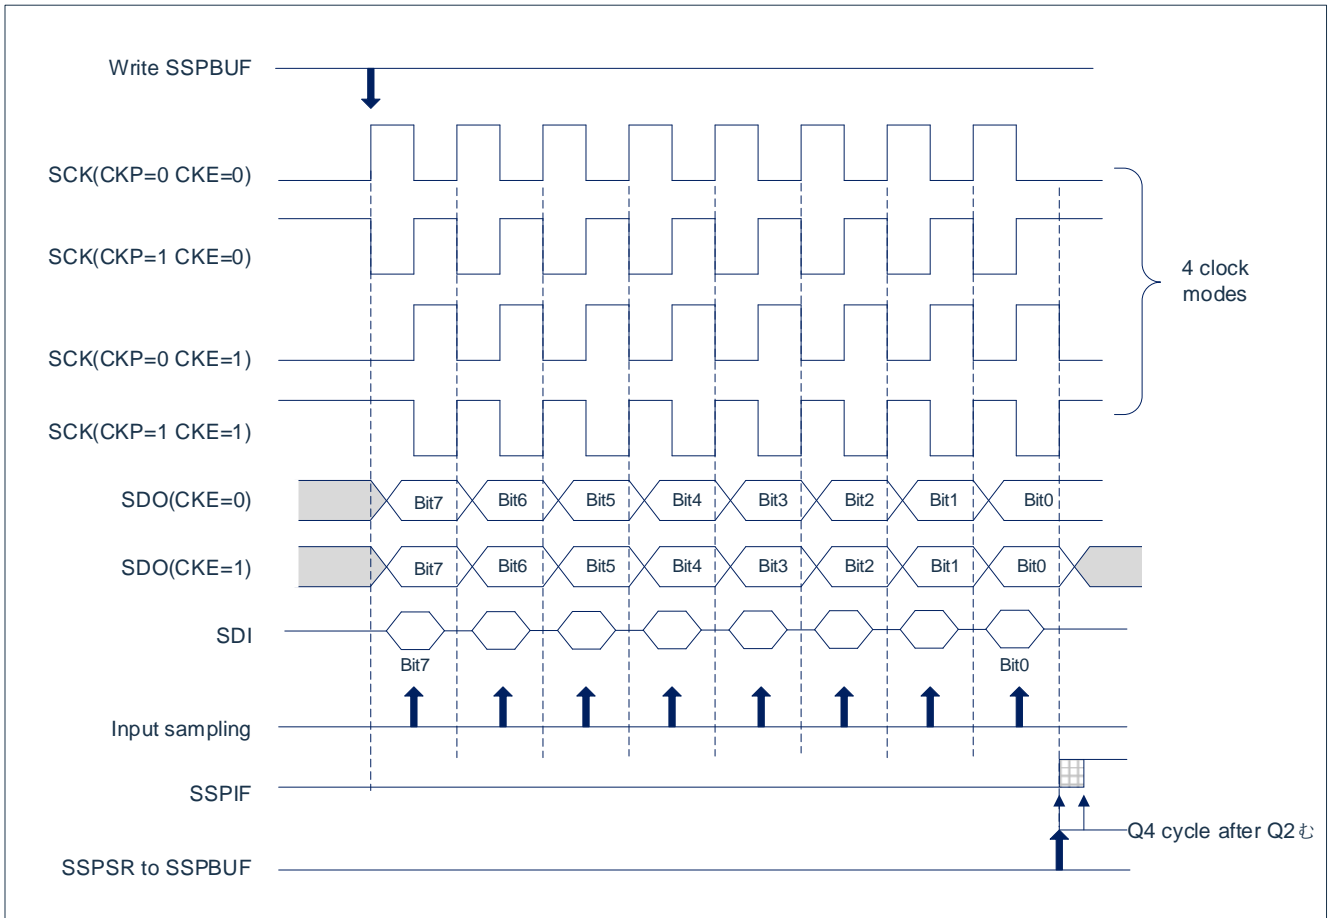 Write SSPBUF
SCK(CKP=0 CKE=0)
SCK(CKP=1 CKE=0)
4 clock
modes
SCK(CKP=0 CKE=1)
SCK(CKP=1 CKE=1)
SDO(CKE=0)
Bit7
Bit6
Bit5
Bit4
Bit3
Bit2
Bit1
Bit0
SDO(CKE=1)
Bit7
Bit6
Bit5
Bit4
Bit3
Bit2
Bit1
Bit0
SDI
Bit7
Bit0
Input sampling
SSPIF
Q4 cycle after Q2む
SSPSR to SSPBUF